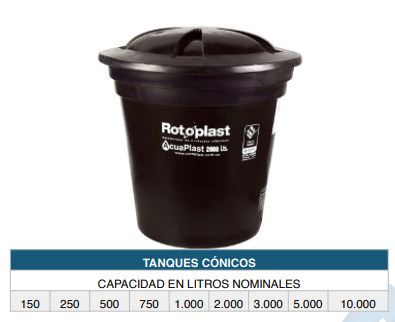 Rotoplast
AcuaPlast 2000 Lts.
TANQUES CÓNICOS
CAPACIDAD EN LITROS NOMINALES
150 250 500 750 1.000 2.000 3.000 5.000 10.000